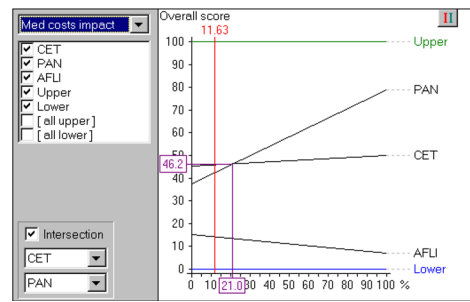 Med costs impact
CET
PAN
AFLI
Upper
Lower
[ all upper ]
[ all lower ]
Intersection
CET
PAN
Overall score
11.63
100
90
80
70
60
46.2
40
30
20
10
0
0 10 21.0 30 40 50 60 70 80 90 100 %
Upper
PAN
CET
AFLI
Lower